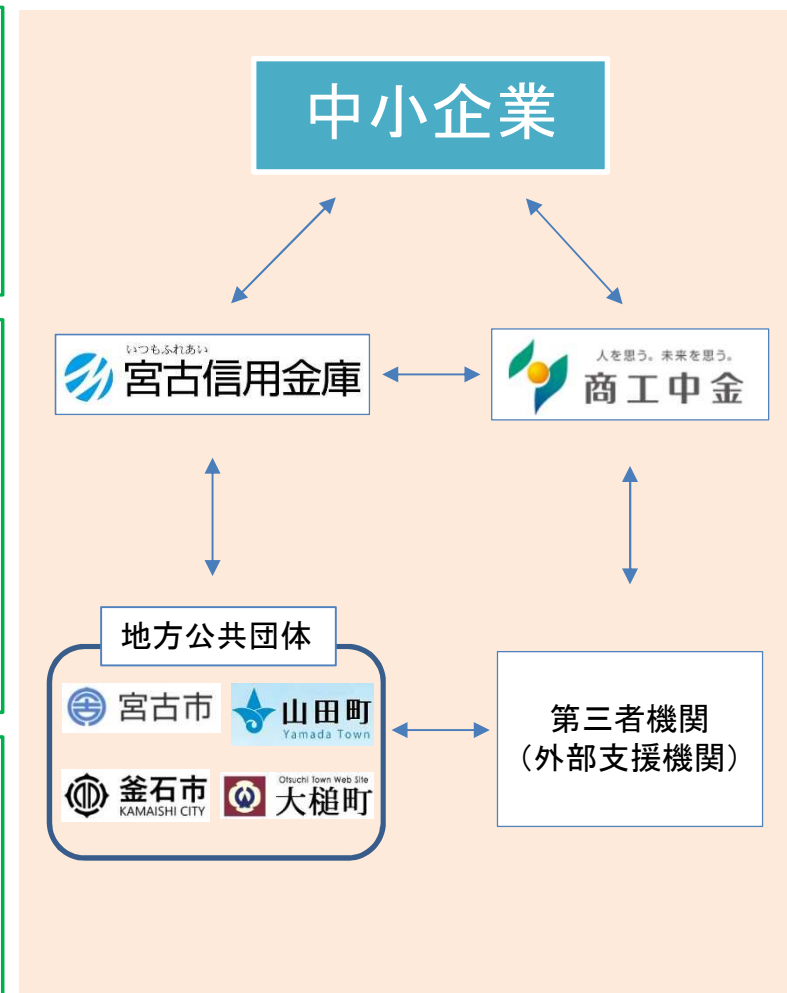 中小企業
いつもふれあい
宮古信用金庫
人を思う。未来を思う。
商工中金
地方公共団体
宮古市
山田町
Yamada Town
釜石市
KAMAISHI CITY
Otsuchi Town Web Site
大槌町
第三者機関
（外部支援機関）